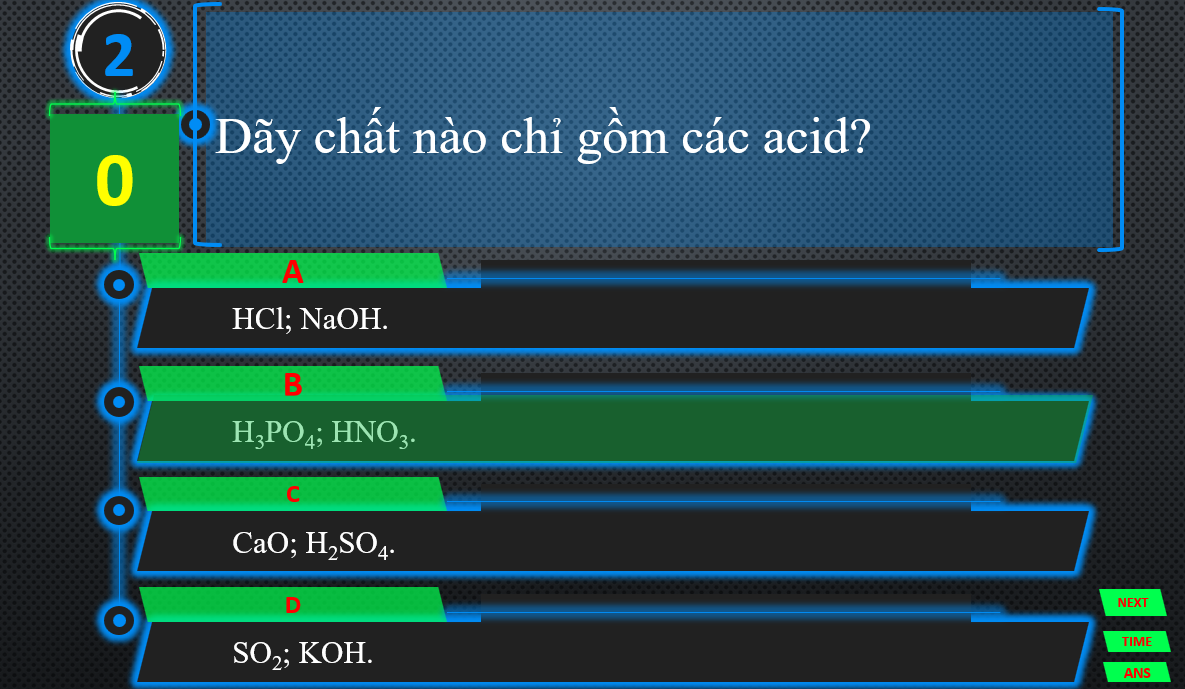 2
0
Dãy chất nào chỉ gồm các acid?
A
HCl; NaOH.
B
H₃PO₄; HNO₃.
C
CaO; H₂SO₄.
D
SO₂; KOH.
NEXT
TIME
ANS